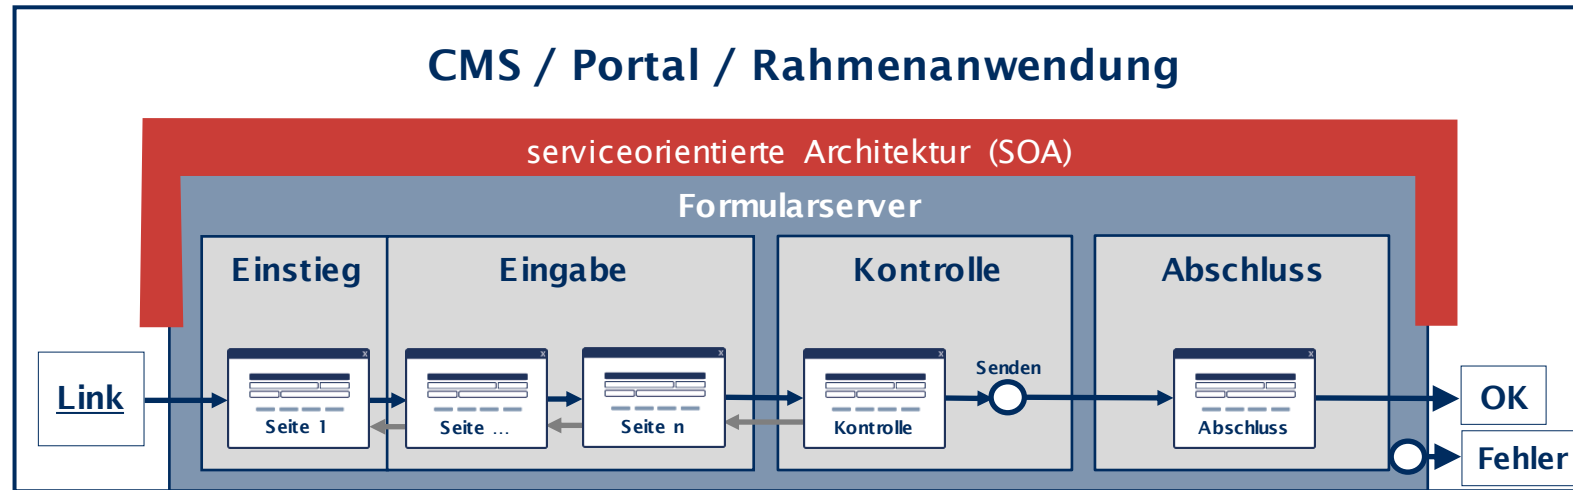 CMS / Portal / Rahmenanwendung
serviceorientierte Architektur (SOA)
Formularserver
Einstieg
Eingabe
Kontrolle
Abschluss
Link
x
Seite 1
x
Seite ...
x
Seite n
x
Kontrolle
Senden
x
Abschluss
OK
Fehler